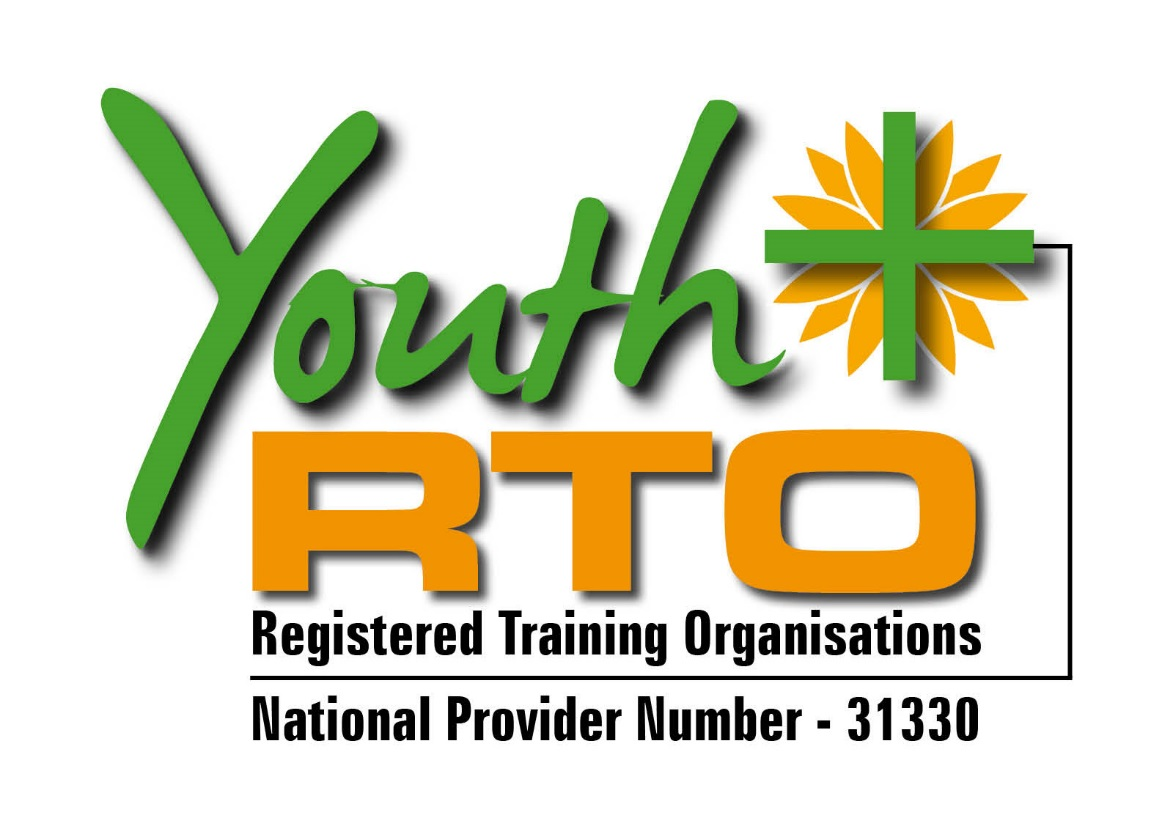 Youth+
RTO
Registered Training Organisations
National Provider Number - 31330